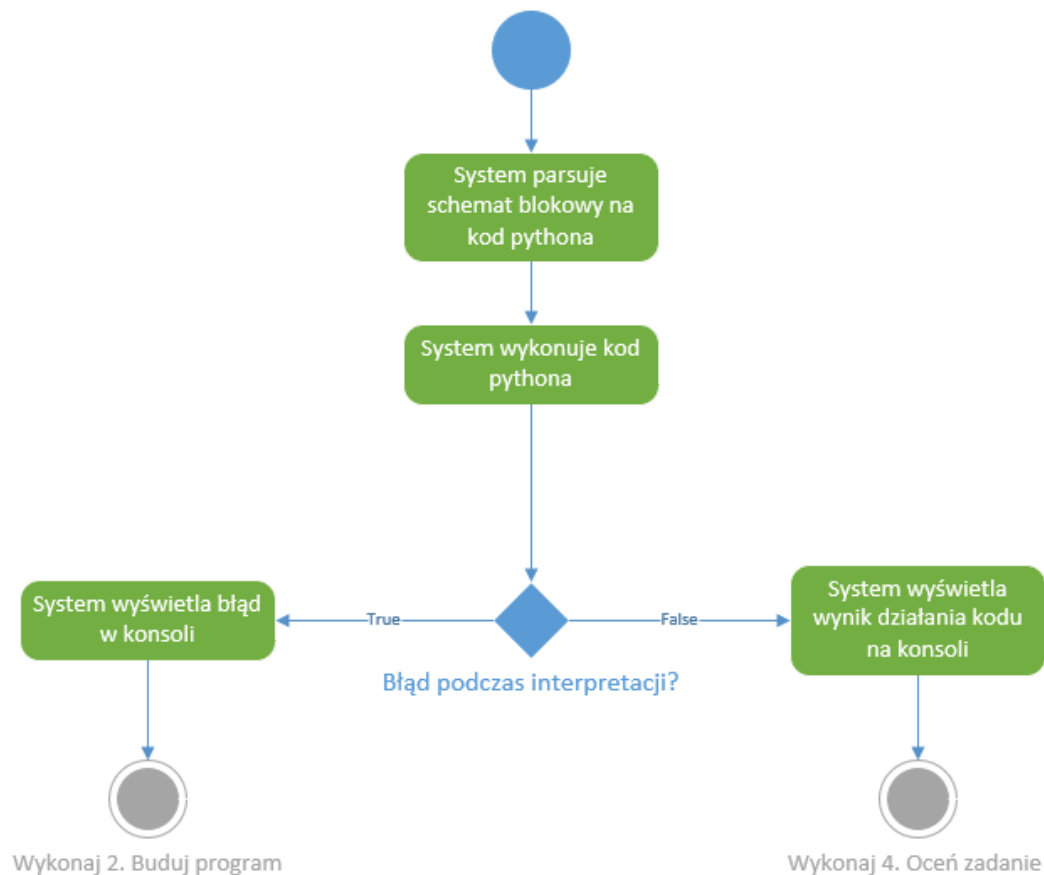 System parsuje
schemat blokowy na
kod pythona
System wykonuje kod
pythona
System wyświetla błąd
w konsoli
True
False
System wyświetla
wynik działania kodu
na konsoli
Błąd podczas interpretacji?
Wykonaj 2. Buduj program
Wykonaj 4. Oceń zadanie